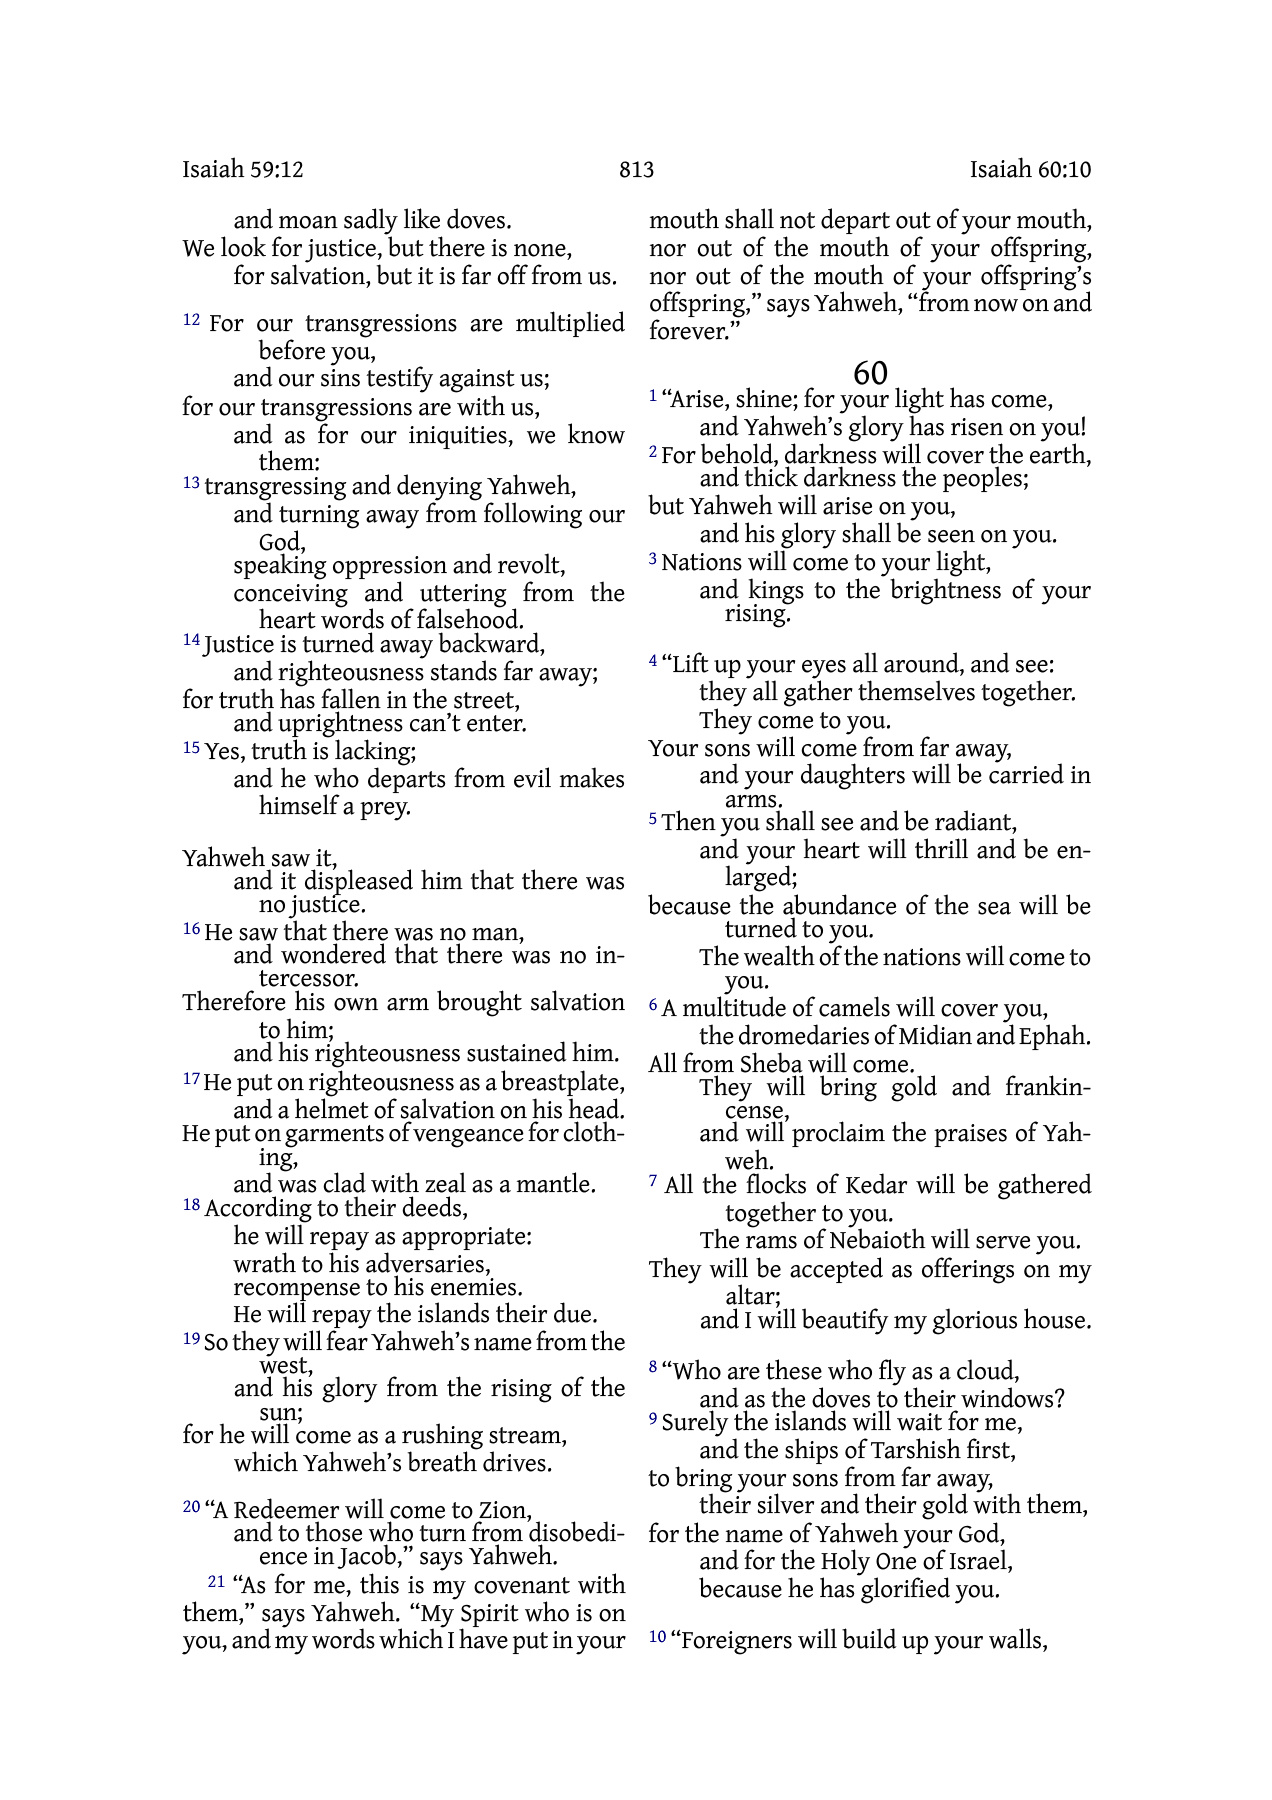 Isaiah 59:12 813 Isaiah 60:10
and moan sadly like doves.
We look for justice, but there is none,
for salvation, but it is far off from us.
12 For our transgressions are multiplied
before you,
and our sins testify against us;
for our transgressions are with us,
and as for our iniquities, we know
them:
13 transgressing and denying Yahweh,
and turning away from following our
God,
speaking oppression and revolt,
conceiving and uttering from the
heart words of falsehood.
14 Justice is turned away backward,
and righteousness stands far away;
for truth has fallen in the street,
and uprightness can’t enter.
15 Yes, truth is lacking;
and he who departs from evil makes
himself a prey.
Yahweh saw it,
and it displeased him that there was
no justice.
16 He saw that there was no man,
and wondered that there was no in-
tercessor.
Therefore his own arm brought salvation
to him;
and his righteousness sustained him.
17 He put on righteousness as a breastplate,
and a helmet of salvation on his head.
He put on garments of vengeance for cloth-
ing,
and was clad with zeal as a mantle.
18 According to their deeds,
he will repay as appropriate:
wrath to his adversaries,
recompense to his enemies.
He will repay the islands their due.
19 So they will fear Yahweh’s name from the
west,
and his glory from the rising of the
sun;
for he will come as a rushing stream,
which Yahweh’s breath drives.
20 “A Redeemer will come to Zion,
and to those who turn from disobedi-
ence in Jacob,” says Yahweh.
21 “As for me, this is my covenant with
them,” says Yahweh. “My Spirit who is on
you, and my words which I have put in your
mouth shall not depart out of your mouth,
nor out of the mouth of your offspring,
nor out of the mouth of your offspring’s
offspring,” says Yahweh, “from now on and
forever.”
60
1 “Arise, shine; for your light has come,
and Yahweh’s glory has risen on you!
2 For behold, darkness will cover the earth,
and thick darkness the peoples;
but Yahweh will arise on you,
and his glory shall be seen on you.
3 Nations will come to your light,
and kings to the brightness of your
rising.
4 “Lift up your eyes all around, and see:
they all gather themselves together.
They come to you.
Your sons will come from far away,
and your daughters will be carried in
arms.
5 Then you shall see and be radiant,
and your heart will thrill and be en-
larged;
because the abundance of the sea will be
turned to you.
The wealth of the nations will come to
you.
6 A multitude of camels will cover you,
the dromedaries of Midian and Ephah.
All from Sheba will come.
They will bring gold and frankin-
cense,
and will proclaim the praises of Yah-
weh.
7 All the flocks of Kedar will be gathered
together to you.
The rams of Nebaioth will serve you.
They will be accepted as offerings on my
altar;
and I will beautify my glorious house.
8 “Who are these who fly as a cloud,
and as the doves to their windows?
9 Surely the islands will wait for me,
and the ships of Tarshish first,
to bring your sons from far away,
their silver and their gold with them,
for the name of Yahweh your God,
and for the Holy One of Israel,
because he has glorified you.
10 “Foreigners will build up your walls,